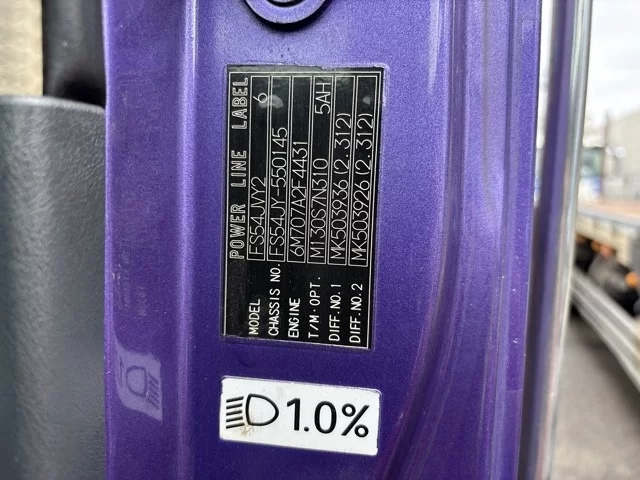 POWER LINE LABEL
MODEL FS54JVY2 6
CHASSIS NO. FS54JY-550145
ENGINE 6M707A2F4431
T/M·OPT. M130S7N310 5AH
DIFF.NO.1 MK503936(2.312)
DIFF.NO.2 MK503926(2.312)
1.0%